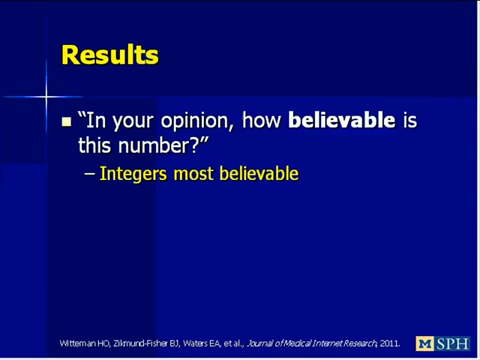 Results
“In your opinion, how believable is
this number?”
– Integers most believable
Witteman HO, Zikmund-Fisher BJ, Waters EA, et al., Journal of Medical Internet Research, 2011.
M SPH